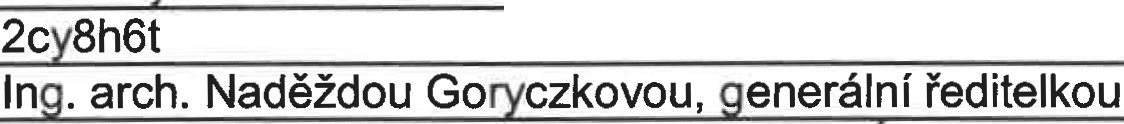 2cy8h6t
Ing. arch. Naděždou Goryczkovou, generální ředitelkou